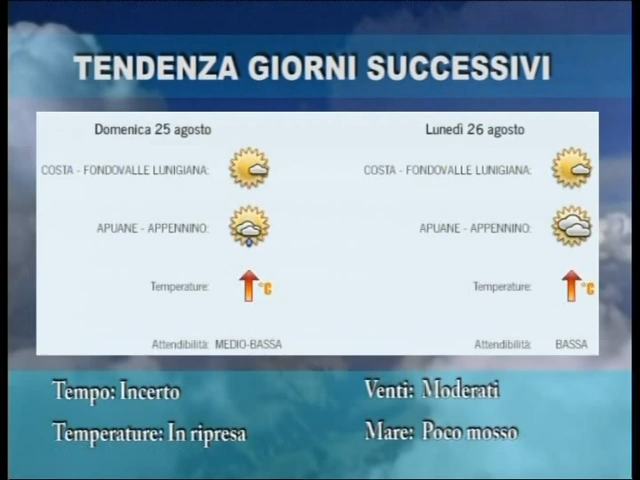 TENDENZA GIORNI SUCCESSIVI
Domenica 25 agosto
COSTA - FONDOVALLE LUNIGIANA:
APUANE - APPENNINO:
Temperature: °C
Attendibilità: MEDIO-BASSA
Lunedì 26 agosto
COSTA - FONDOVALLE LUNIGIANA:
APUANE - APPENNINO:
Temperature: °C
Attendibilità: BASSA
Tempo: Incerto
Temperature: In ripresa
Venti: Moderati
Mare: Poco mosso